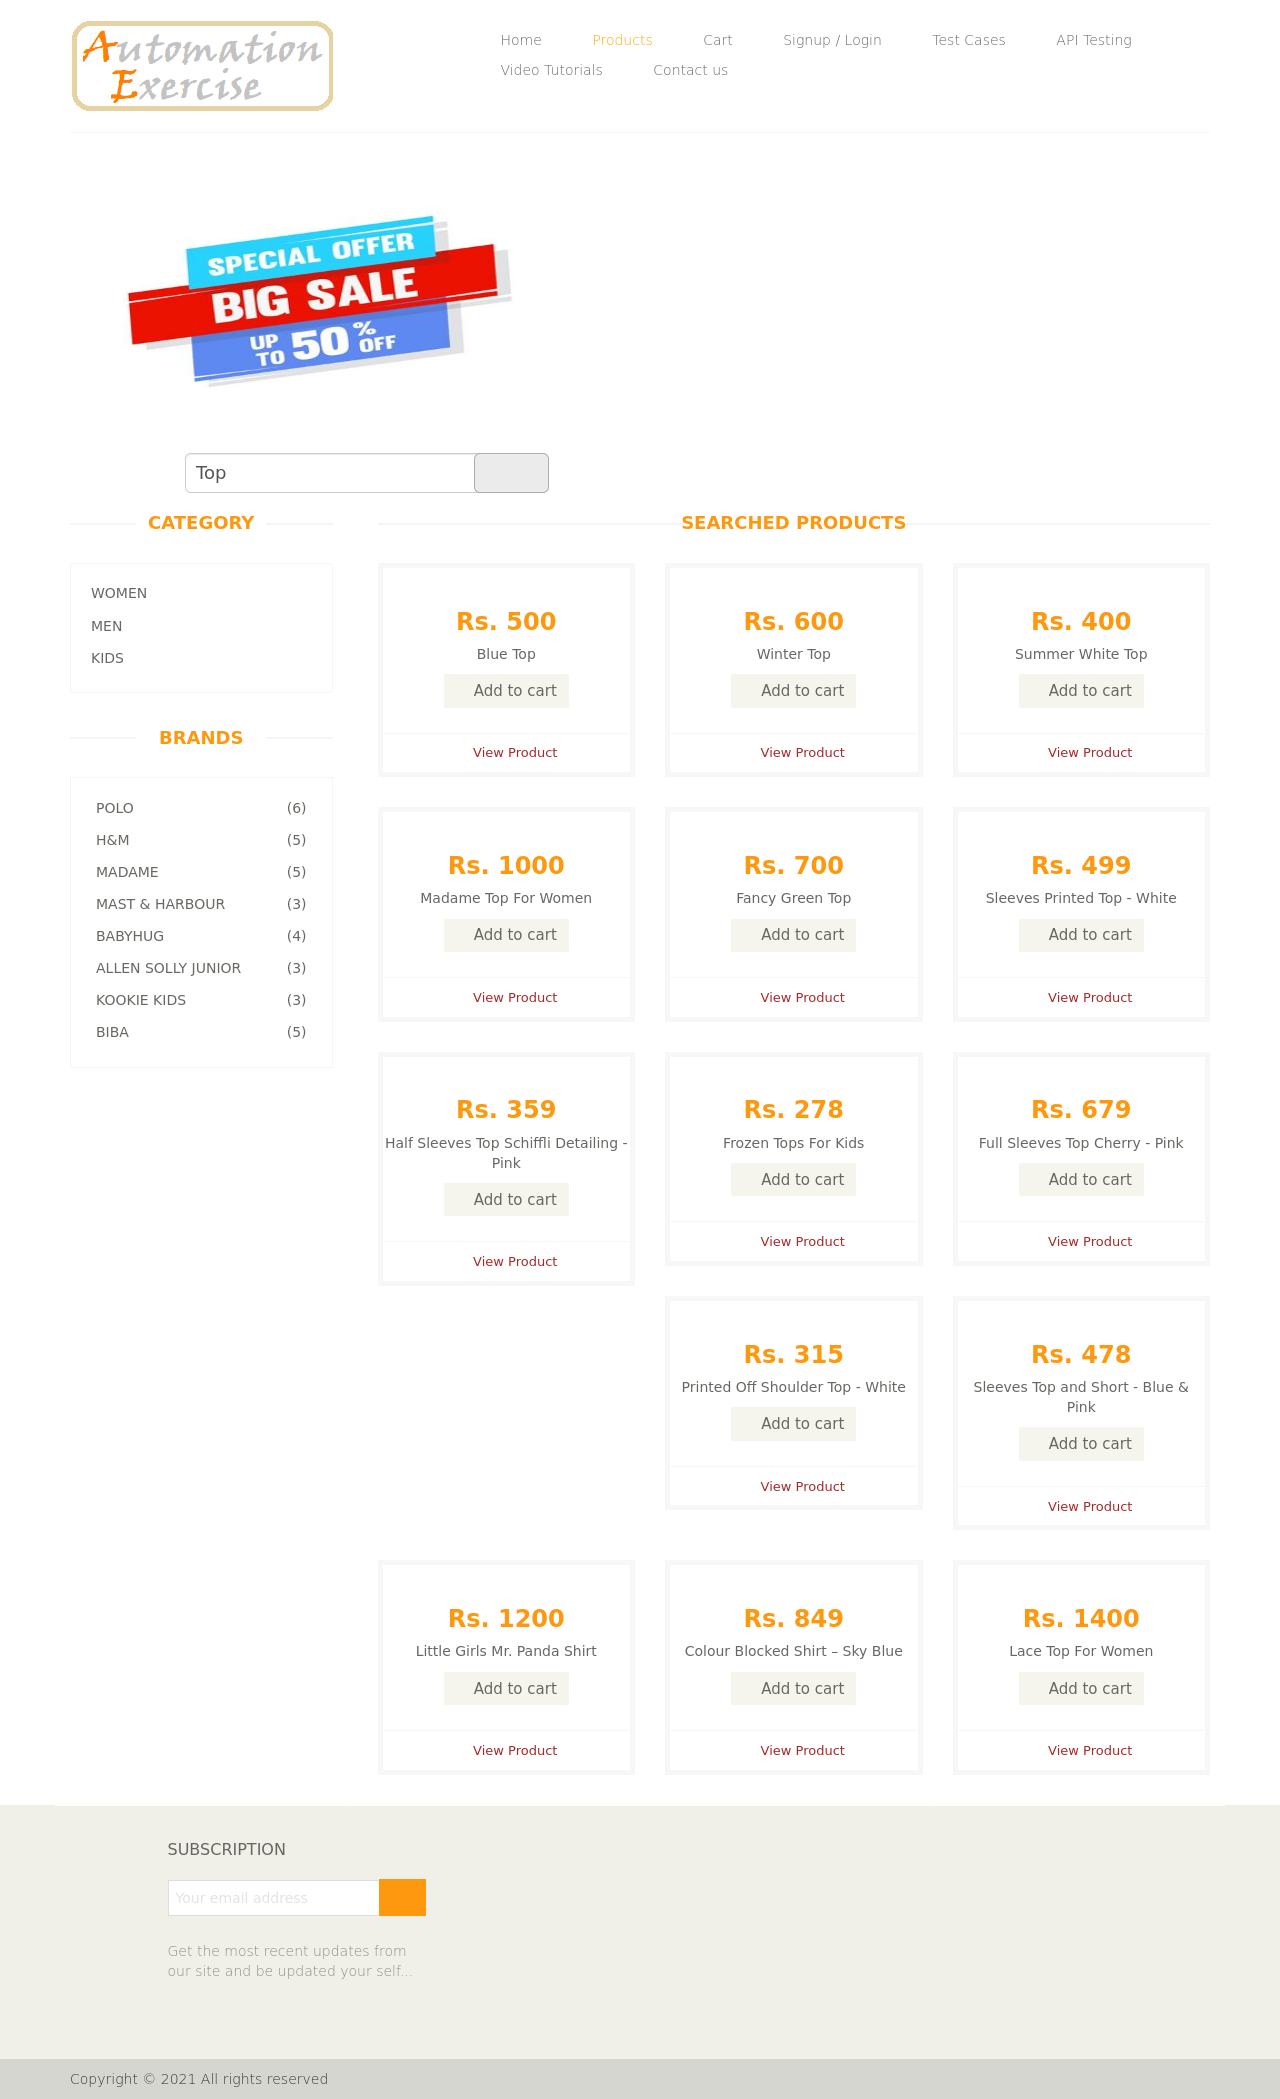 Automation
Exercise
Home Products Cart Signup / Login Test Cases API Testing
Video Tutorials Contact us
SPECIAL OFFER
BIG SALE
UP TO 50% OFF
Top
CATEGORY
WOMEN
MEN
KIDS
BRANDS
POLO (6)
H&M (5)
MADAME (5)
MAST & HARBOUR (3)
BABYHUG (4)
ALLEN SOLLY JUNIOR (3)
KOOKIE KIDS (3)
BIBA (5)
SEARCHED PRODUCTS
Rs. 500
Blue Top
Add to cart
View Product
Rs. 600
Winter Top
Add to cart
View Product
Rs. 400
Summer White Top
Add to cart
View Product
Rs. 1000
Madame Top For Women
Add to cart
View Product
Rs. 700
Fancy Green Top
Add to cart
View Product
Rs. 499
Sleeves Printed Top - White
Add to cart
View Product
Rs. 359
Half Sleeves Top Schiffli Detailing -
Pink
Add to cart
View Product
Rs. 278
Frozen Tops For Kids
Add to cart
View Product
Rs. 679
Full Sleeves Top Cherry - Pink
Add to cart
View Product
Rs. 315
Printed Off Shoulder Top - White
Add to cart
View Product
Rs. 478
Sleeves Top and Short - Blue &
Pink
Add to cart
View Product
Rs. 1200
Little Girls Mr. Panda Shirt
Add to cart
View Product
Rs. 849
Colour Blocked Shirt – Sky Blue
Add to cart
View Product
Rs. 1400
Lace Top For Women
Add to cart
View Product
SUBSCRIPTION
Your email address
Get the most recent updates from
our site and be updated your self...
Copyright © 2021 All rights reserved